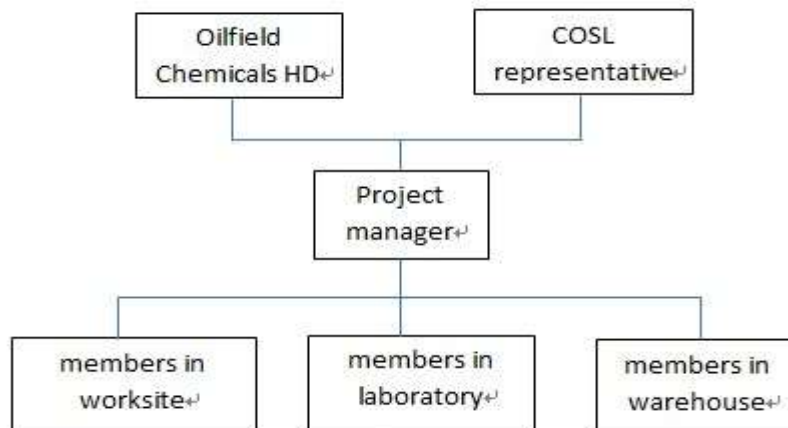 Oilfield
Chemicals HD↵
COSL
representative↵
Project
manager↵
members in
worksite↵
members in
laboratory↵
members in
warehouse↵